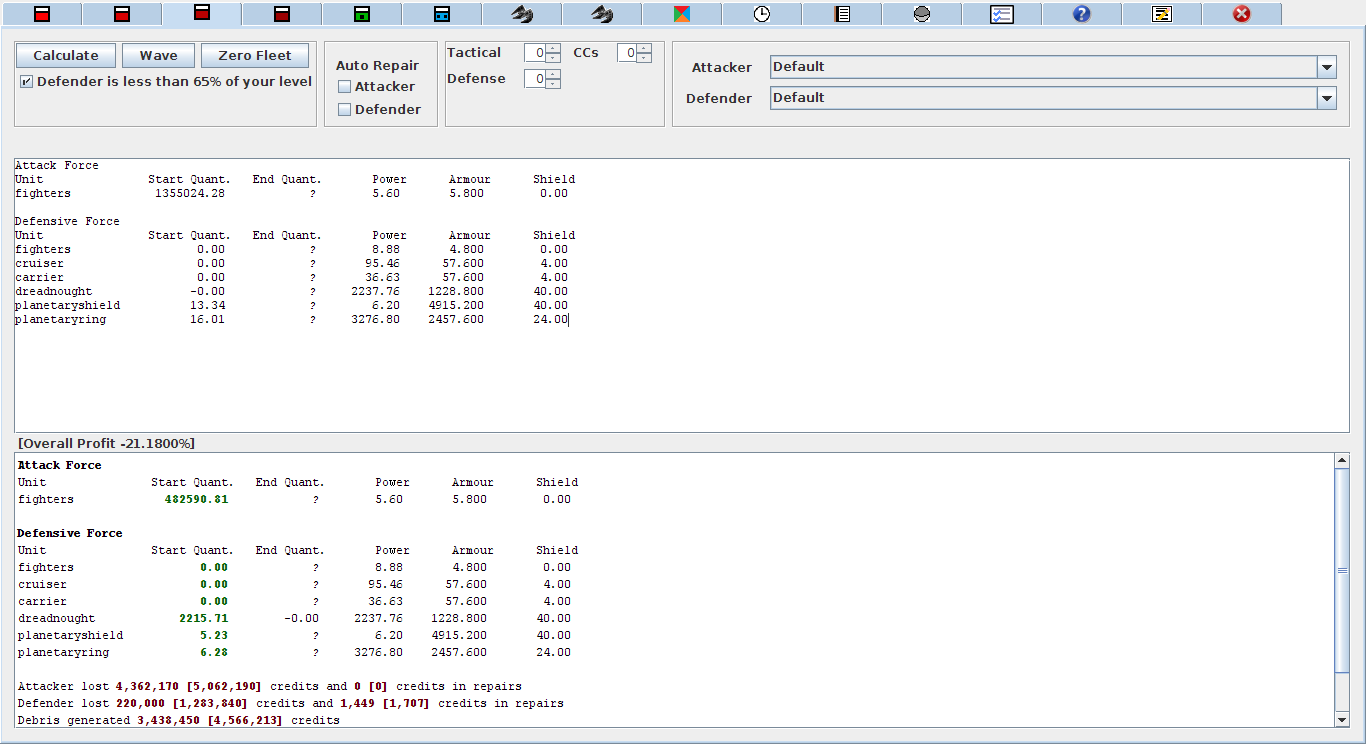 Calculate Wave Zero Fleet
Defender is less than 65% of your level
Auto Repair
Attacker
Defender
Tactical 0 CCs 0
Defense 0
Attacker Default
Defender Default
Attack Force
Unit Start Quant. End Quant. Power Armour Shield
fighters 1355024.28 ? 5.60 5.800 0.00
Defensive Force
Unit Start Quant. End Quant. Power Armour Shield
fighters 0.00 ? 8.88 4.800 0.00
cruiser 0.00 ? 95.46 57.600 4.00
carrier 0.00 ? 36.63 57.600 4.00
dreadnought -0.00 ? 2237.76 1228.800 40.00
planetaryshield 13.34 ? 6.20 4915.200 40.00
planetaryring 16.01 ? 3276.80 2457.600 24.00
[Overall Profit -21.1800%]
Attack Force
Unit Start Quant. End Quant. Power Armour Shield
fighters 482590.81 ? 5.60 5.800 0.00
Defensive Force
Unit Start Quant. End Quant. Power Armour Shield
fighters 0.00 ? 8.88 4.800 0.00
cruiser 0.00 ? 95.46 57.600 4.00
carrier 0.00 ? 36.63 57.600 4.00
dreadnought 2215.71 -0.00 2237.76 1228.800 40.00
planetaryshield 5.23 ? 6.20 4915.200 40.00
planetaryring 6.28 ? 3276.80 2457.600 24.00
Attacker lost 4,362,170 [5,062,190] credits and 0 [0] credits in repairs
Defender lost 220,000 [1,283,840] credits and 1,449 [1,707] credits in repairs
Debris generated 3,438,450 [4,566,213] credits